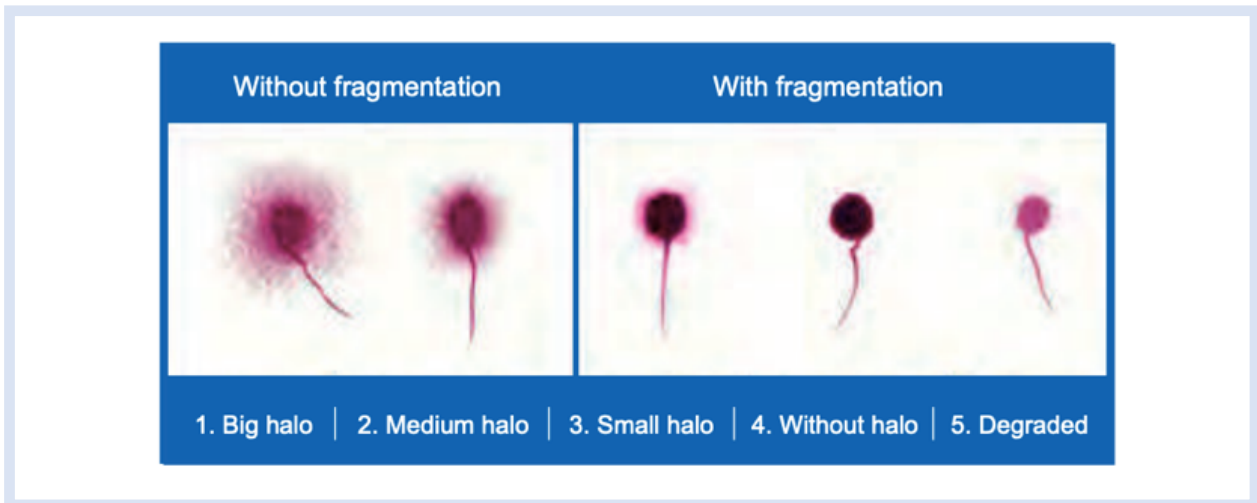 Without fragmentation
With fragmentation
1. Big halo | 2. Medium halo | 3. Small halo | 4. Without halo | 5. Degraded